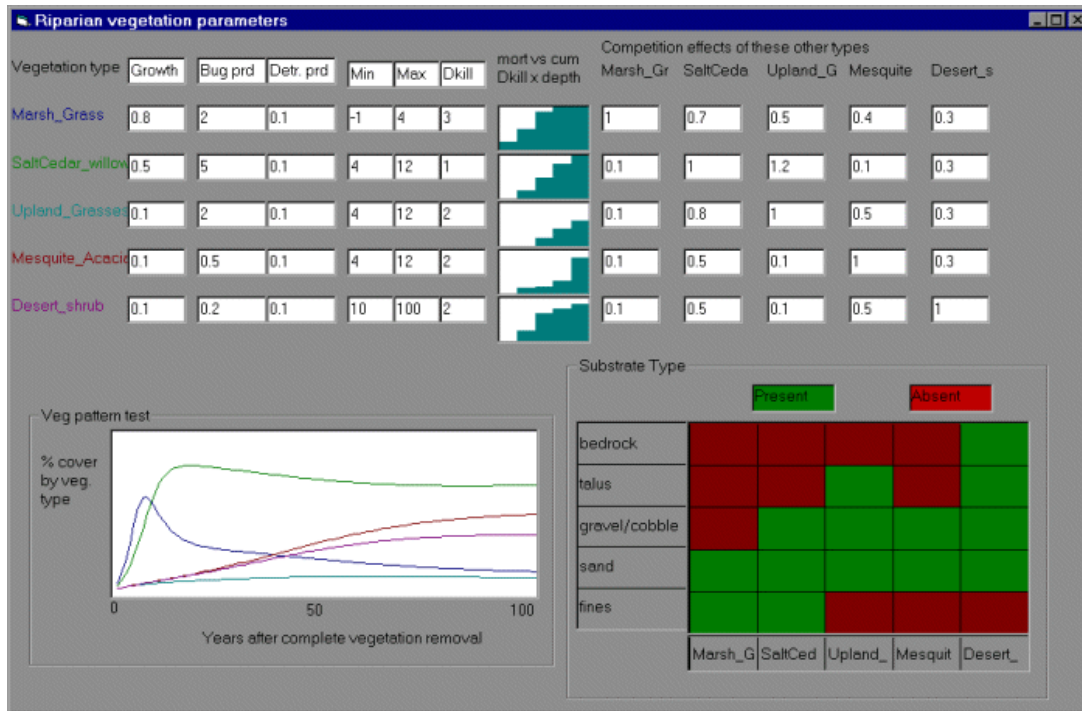 Riparian vegetation parameters
Competition effects of these other types
Vegetation type Growth Bug prd Detr. prd Min Max Dkill mort vs cum Dkill x depth Marsh_Gr SaltCeda Upland_G Mesquite Desert_s
Marsh_Grass 0.8 2 0.1 -1 4 3 1 0.7 0.5 0.4 0.3
SaltCedar_willow 0.5 5 0.1 4 12 1 0.1 1 1.2 0.1 0.3
Upland_Grasses 0.1 2 0.1 4 12 2 0.1 0.8 1 0.5 0.3
Mesquite_Acacia 0.1 0.5 0.1 4 12 2 0.1 0.5 0.1 1 0.3
Desert_shrub 0.1 0.2 0.1 10 100 2 0.1 0.5 0.1 0.5 1
Veg pattern test
% cover
by veg.
type
0 50 100
Years after complete vegetation removal
Substrate Type
Present Absent
bedrock
talus
gravel/cobble
sand
fines
Marsh_G SaltCed Upland_ Mesquit Desert_